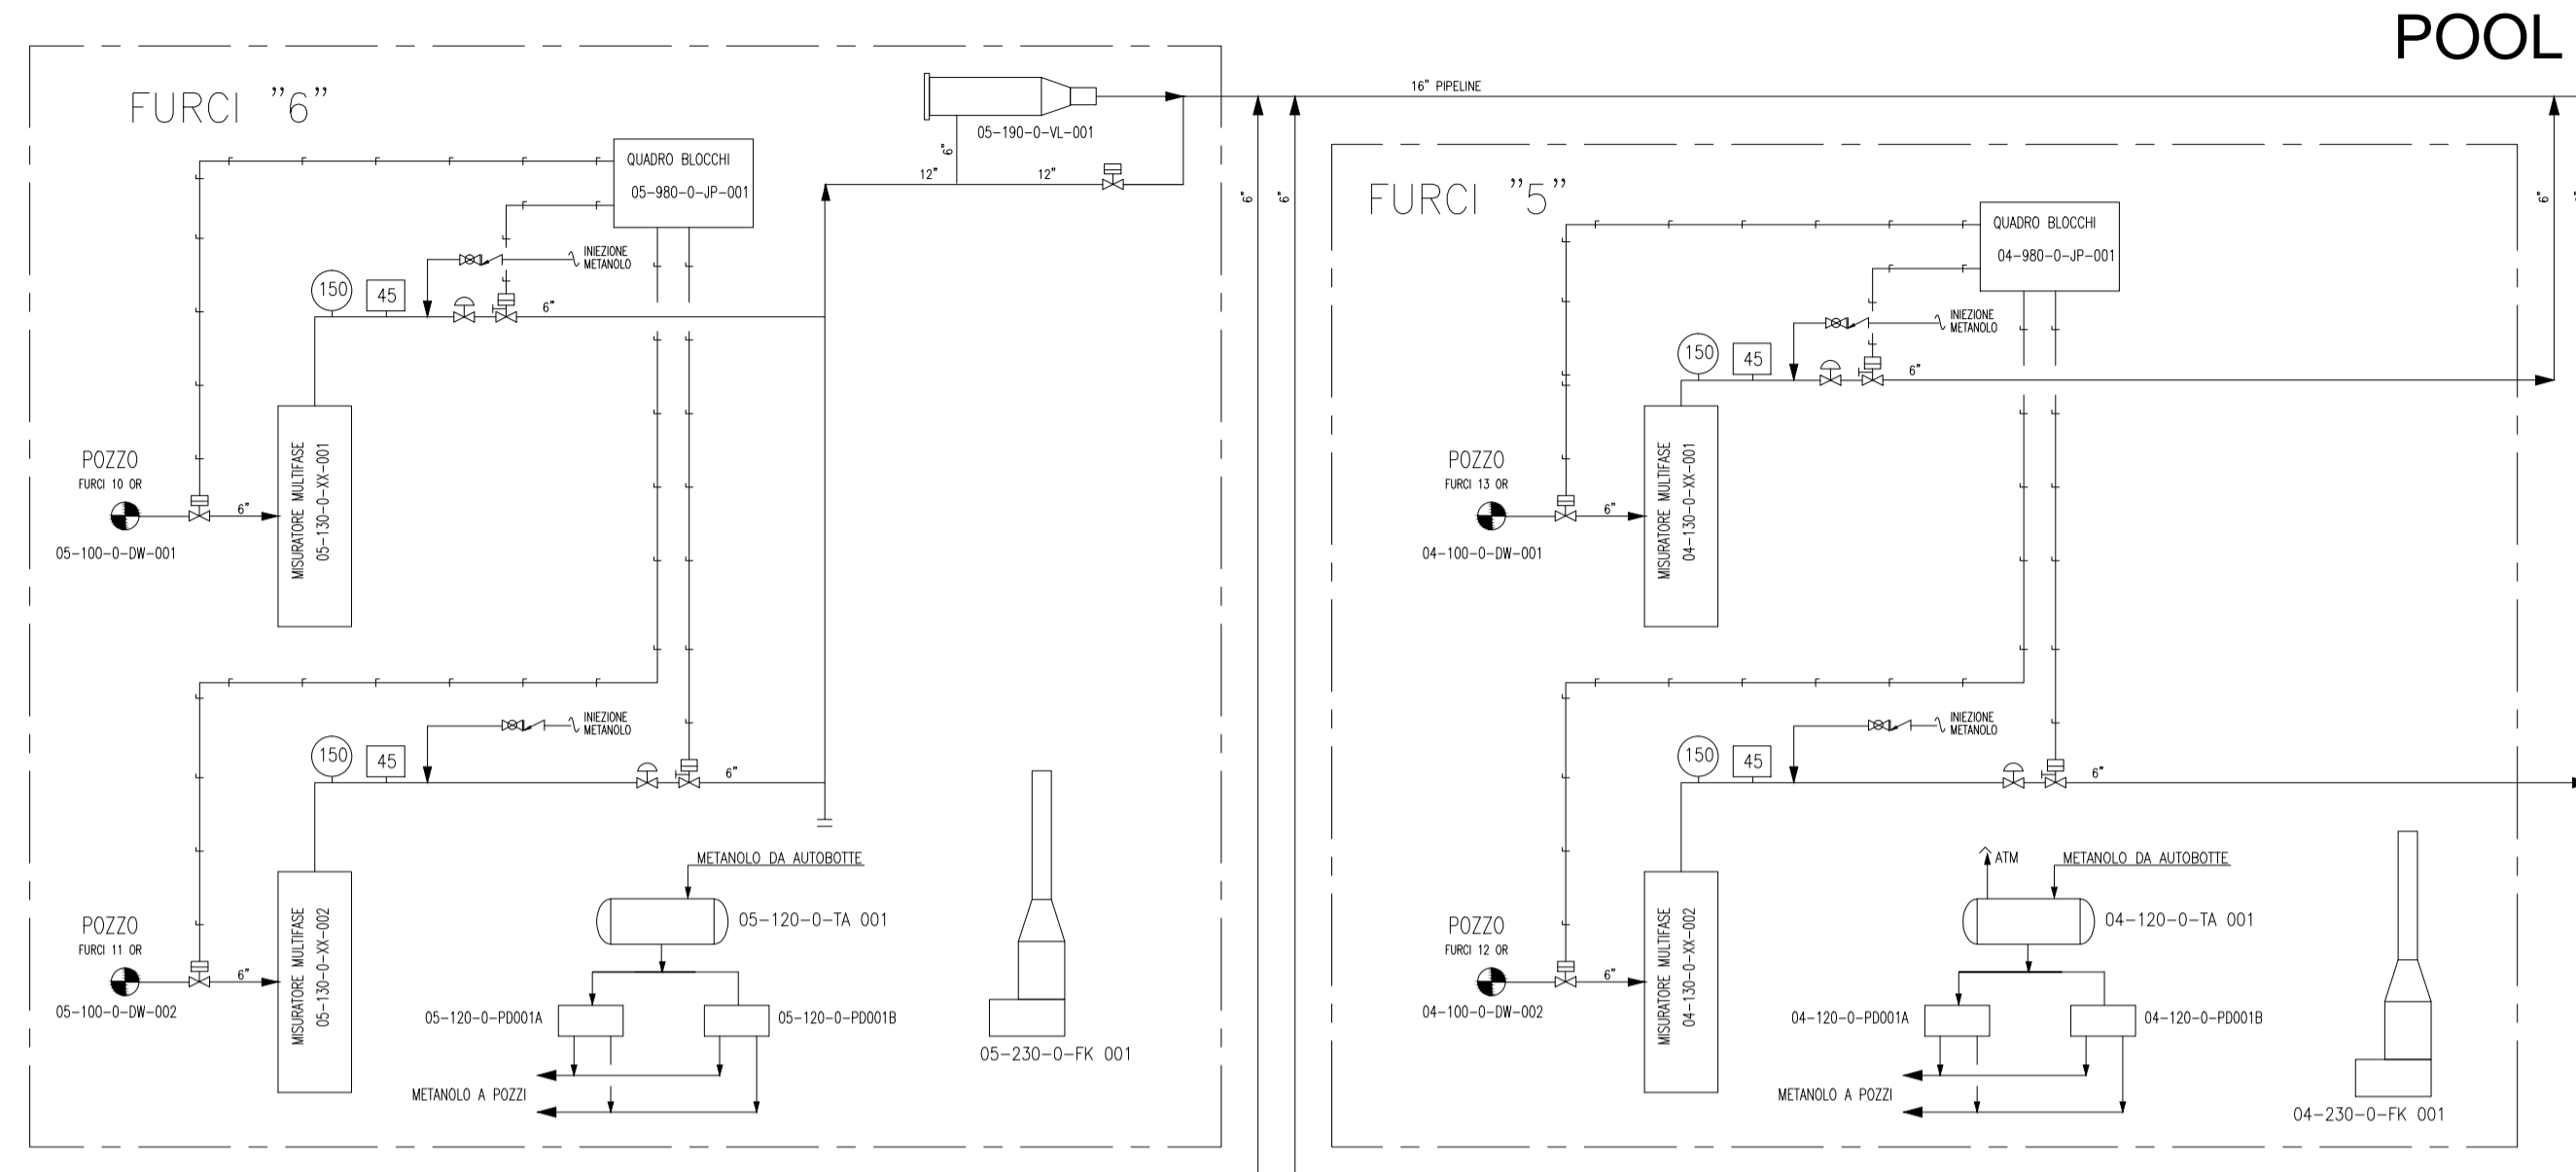 POOL
16" PIPELINE
FURCI "6"
05-190-0-VL-001
6"
12"
12"
QUADRO BLOCCHI
05-980-0-JP-001
INIEZIONE
METANOLO
150
45
6"
POZZO
FURCI 10 OR
6"
05-100-0-DW-001
MISURATORE MULTIFASE
05-130-0-XX-001
INIEZIONE
METANOLO
150
45
6"
POZZO
FURCI 11 OR
6"
05-100-0-DW-002
MISURATORE MULTIFASE
05-130-0-XX-002
METANOLO DA AUTOBOTTE
05-120-0-TA 001
05-120-0-PD001A
05-120-0-PD001B
METANOLO A POZZI
05-230-0-FK 001
6"
6"
FURCI "5"
6"
QUADRO BLOCCHI
04-980-0-JP-001
INIEZIONE
METANOLO
150
45
6"
POZZO
FURCI 13 OR
6"
04-100-0-DW-001
MISURATORE MULTIFASE
04-130-0-XX-001
INIEZIONE
METANOLO
150
45
6"
POZZO
FURCI 12 OR
6"
04-100-0-DW-002
MISURATORE MULTIFASE
04-130-0-XX-002
ATM
METANOLO DA AUTOBOTTE
04-120-0-TA 001
04-120-0-PD001A
04-120-0-PD001B
METANOLO A POZZI
04-230-0-FK 001